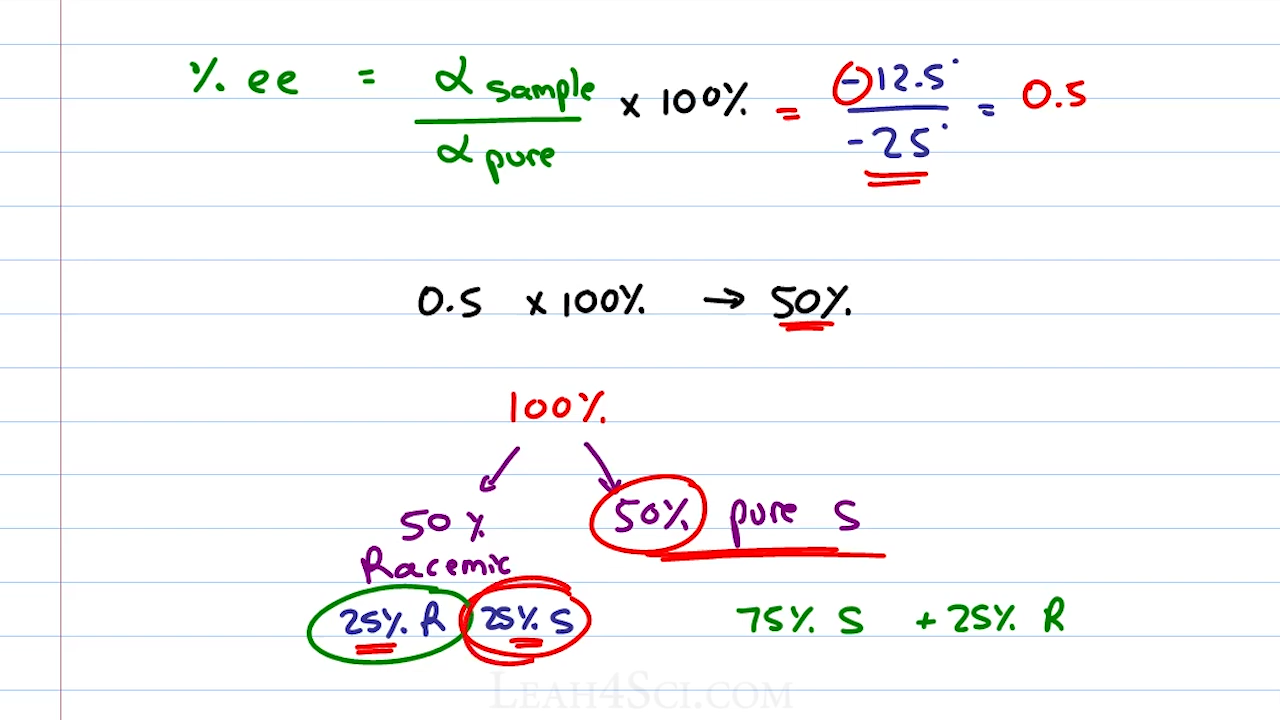 % ee = α sample / α pure x 100% = -12.5° / -25° = 0.5
0.5 x 100% → 50%
100%
50% Racemic
50% pure S
25% R 25% S
75% S + 25% R
Leah4Sci.com